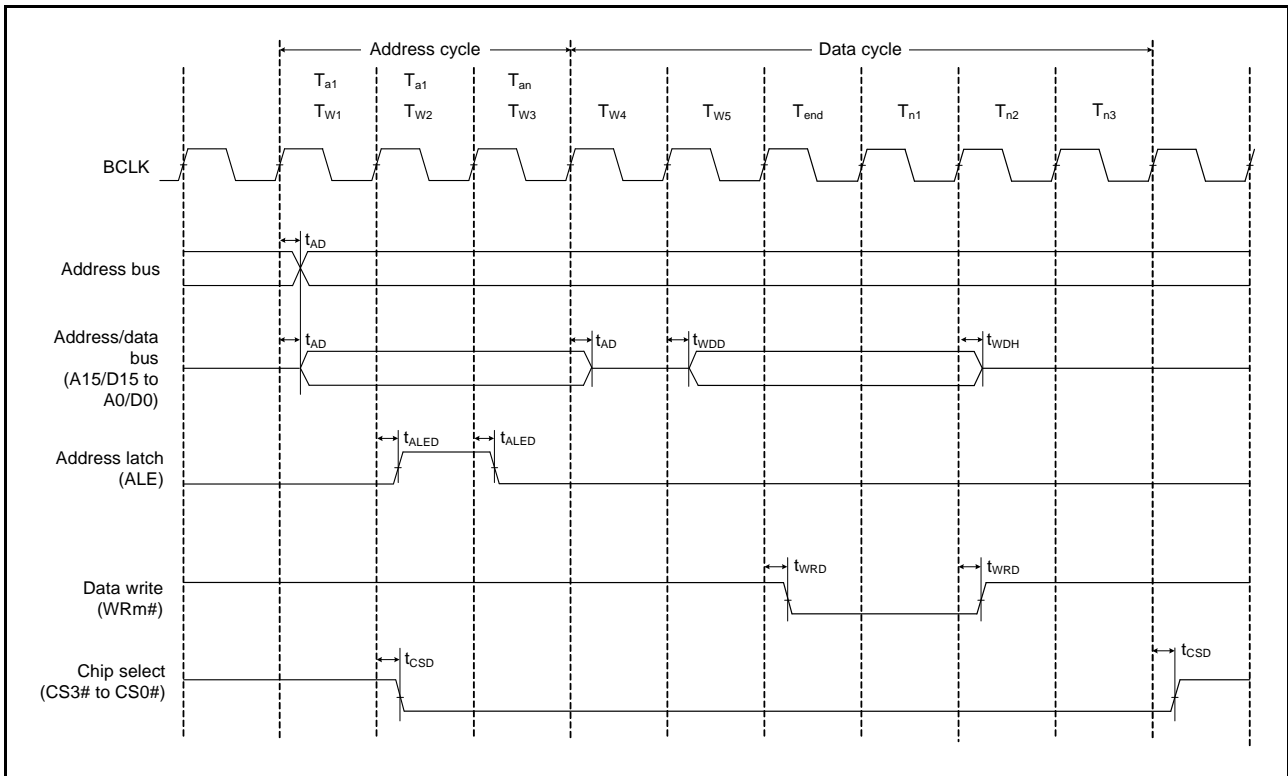 Address cycle
Data cycle
Ta1 Ta1 Tan
TW1 TW2 TW3 TW4 TW5 Tend Tn1 Tn2 Tn3
BCLK
tAD
Address bus
Address/data
bus
(A15/D15 to
A0/D0)
tAD tAD tWDD tWDH
tALED tALED
Address latch
(ALE)
tWRD tWRD
Data write
(WRm#)
tCSD tCSD
Chip select
(CS3# to CS0#)